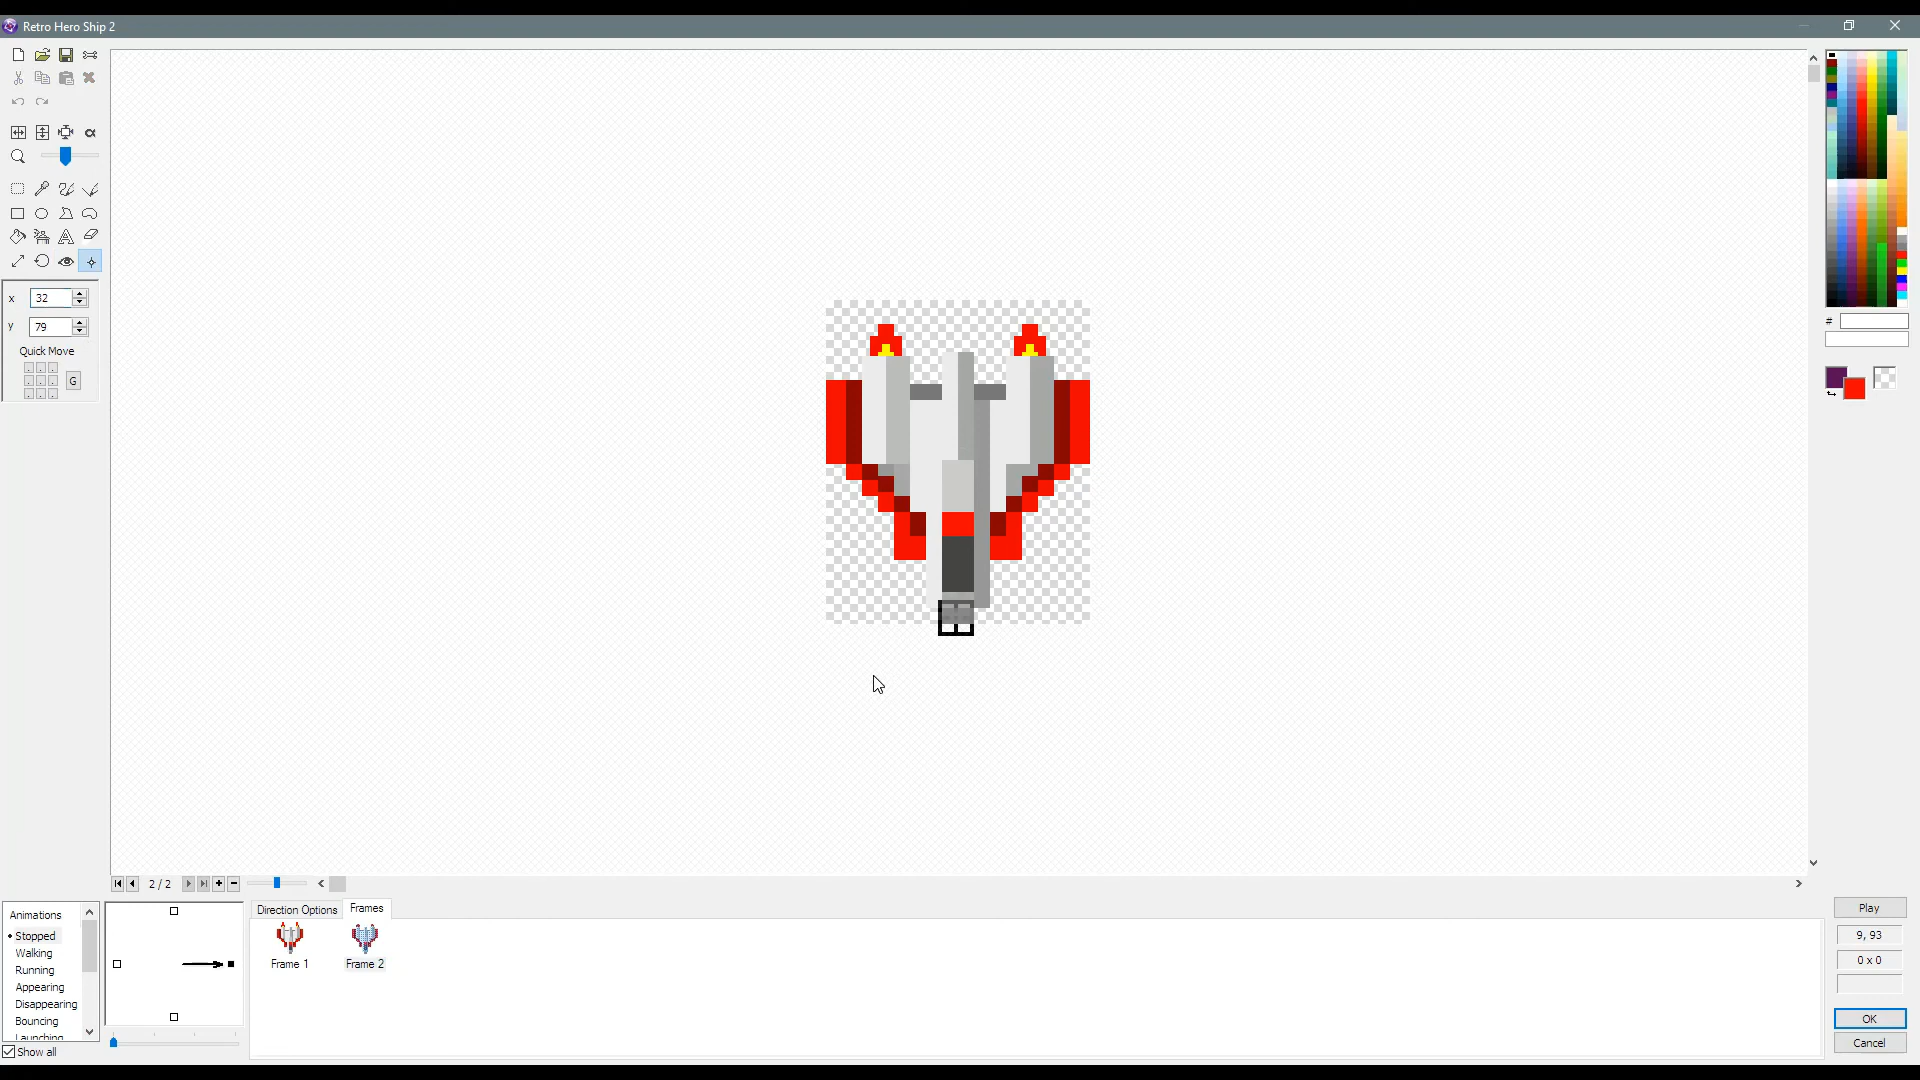 Retro Hero Ship 2
α
A
x 32
y 79
Quick Move
G
#
2 / 2
Animations
Stopped
Walking
Running
Appearing
Disappearing
Bouncing
Launching
Show all
Direction Options
Frames
Frame 1
Frame 2
Play
9, 93
0 x 0
OK
Cancel